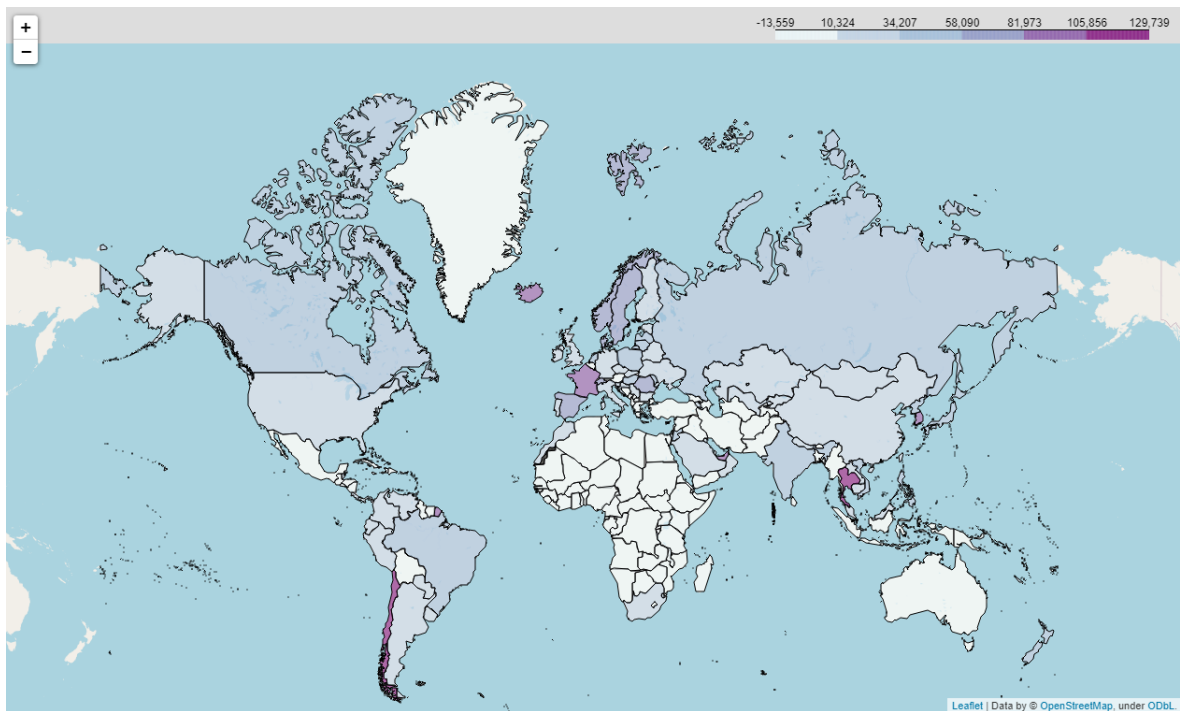 +
−
-13,559 10,324 34,207 58,090 81,973 105,856 129,739
Leaflet | Data by © OpenStreetMap, under ODbL.